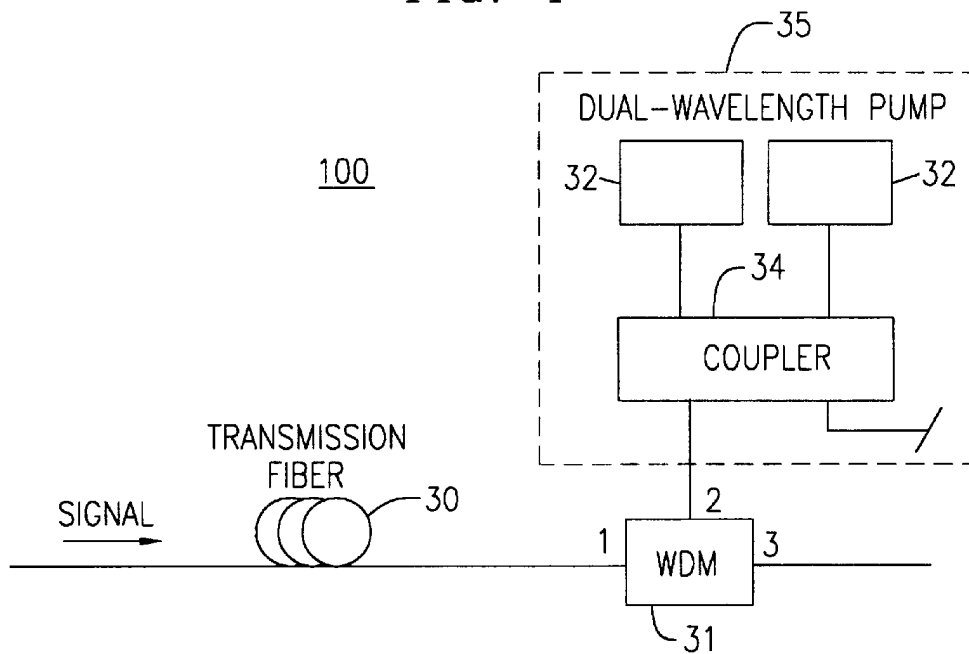 35
DUAL-WAVELENGTH PUMP
32
32
100
34
COUPLER
TRANSMISSION
FIBER
30
SIGNAL
2
1
WDM
3
31